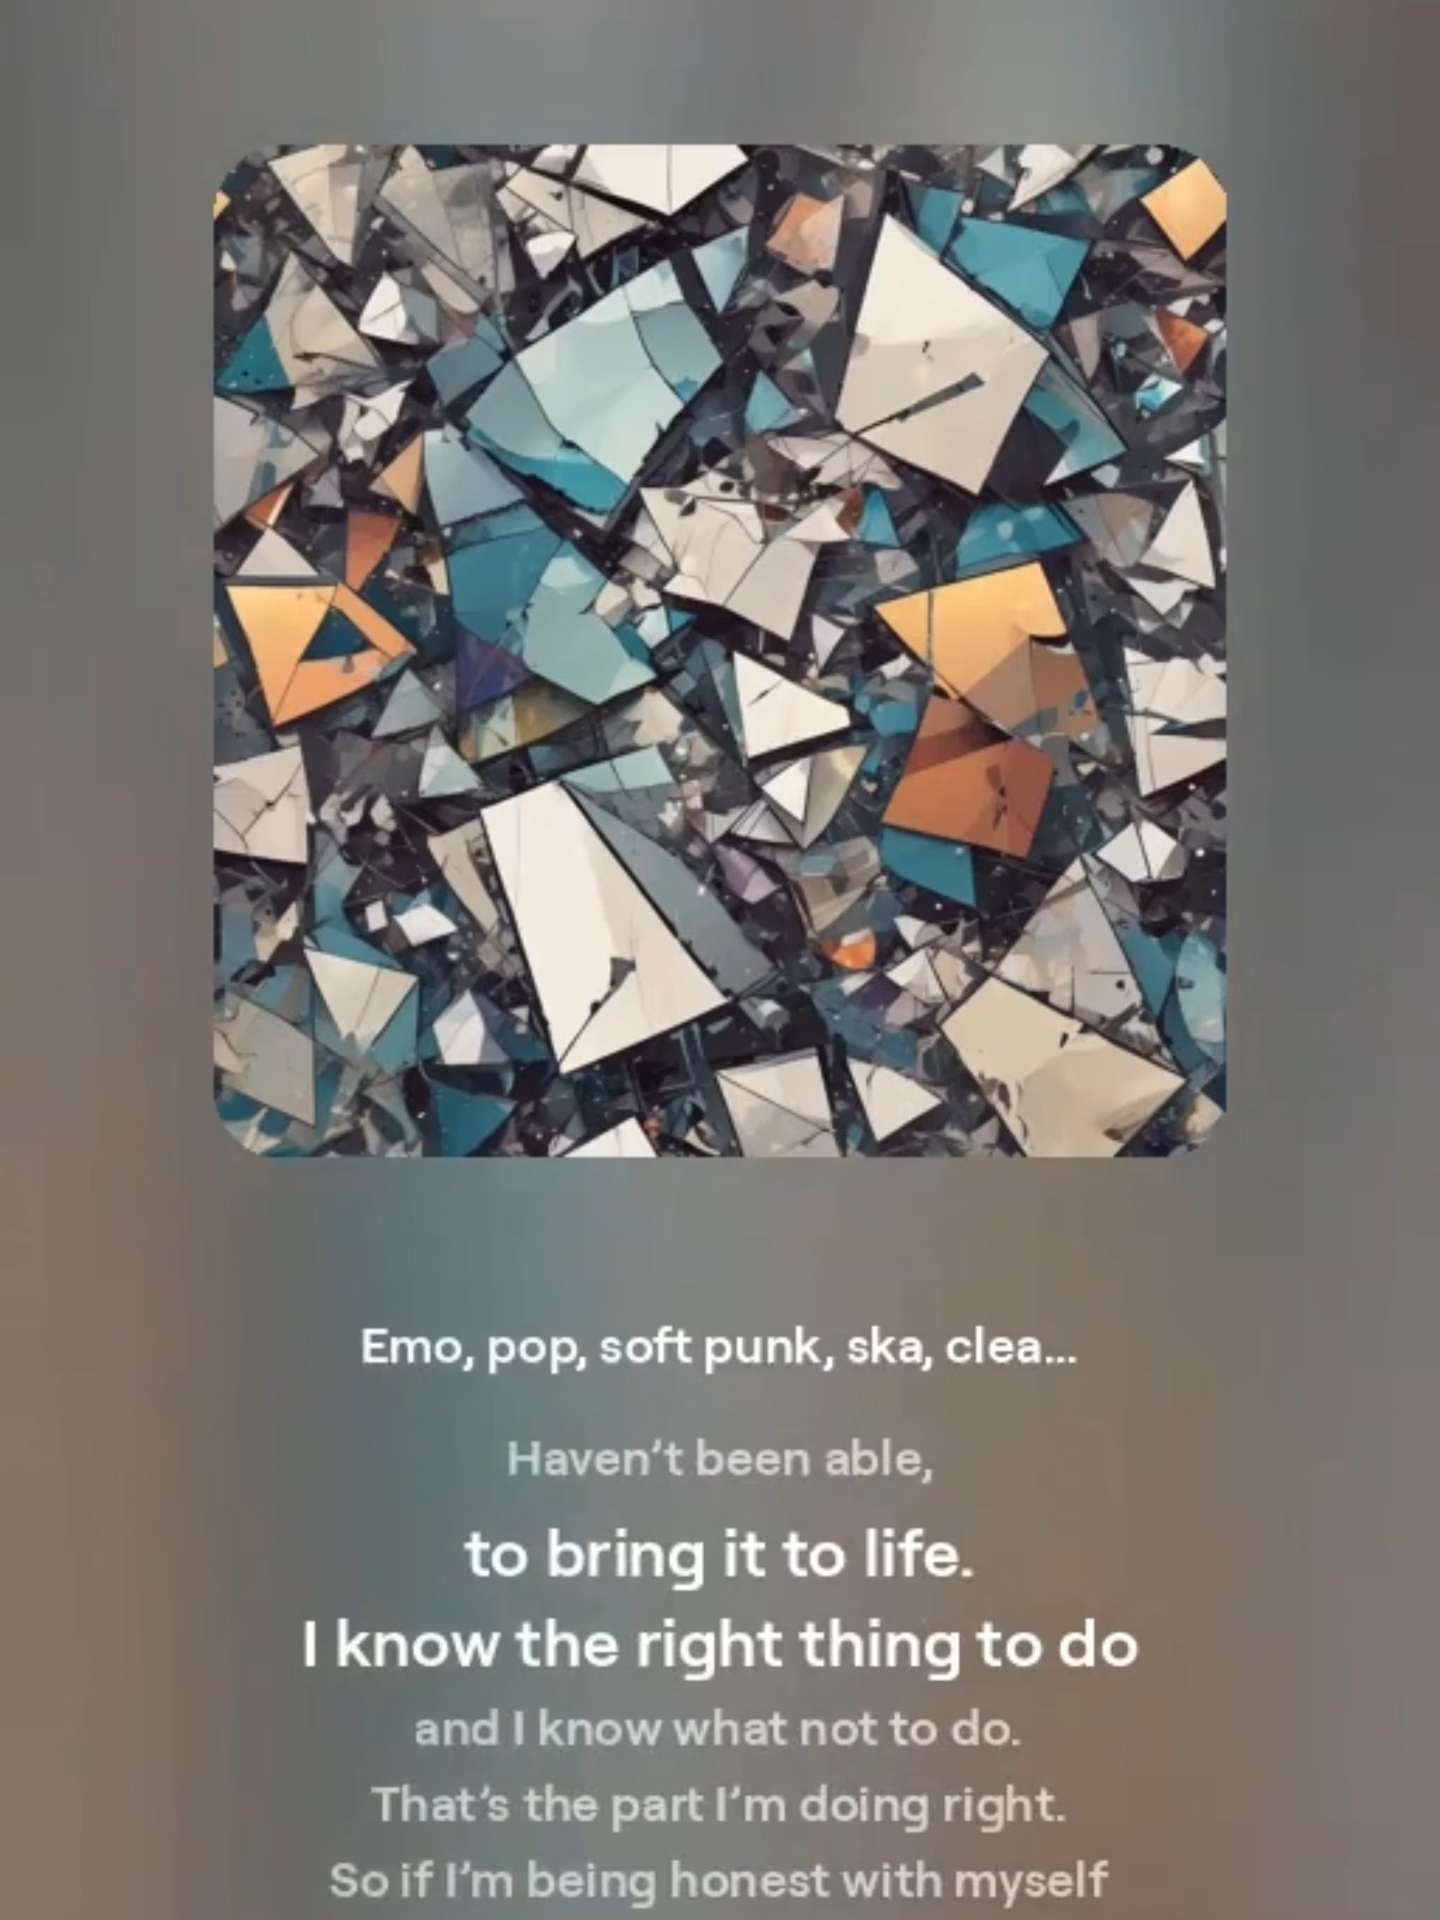 Emo, pop, soft punk, ska, clea...
Haven’t been able,
to bring it to life.
I know the right thing to do
and I know what not to do.
That’s the part I’m doing right.
So if I’m being honest with myself